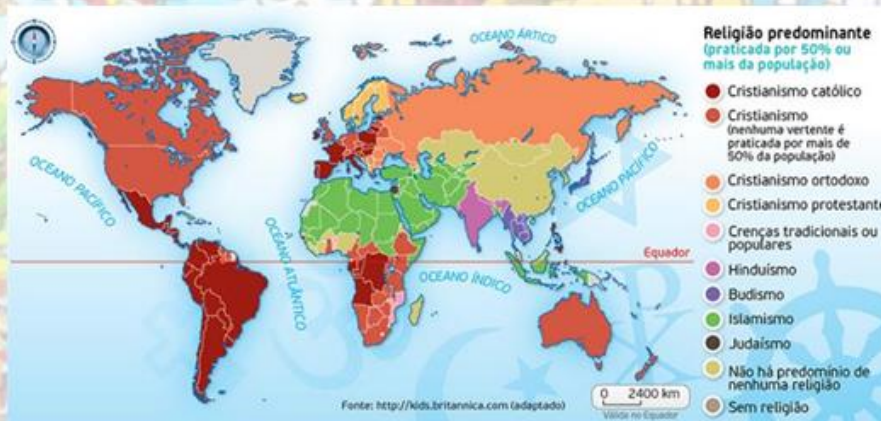 OCEANO ÁRTICO
OCEANO PACÍFICO
OCEANO ATLÂNTICO
OCEANO ÍNDICO
OCEANO PACÍFICO
Equador
Religião predominante
(praticada por 50% ou
mais da população)
Cristianismo católico
Cristianismo
(nenhuma vertente é
praticada por mais de
50% da população)
Cristianismo ortodoxo
Cristianismo protestante
Crenças tradicionais ou
populares
Hinduísmo
Budismo
Islamismo
Judaísmo
Não há predomínio de
nenhuma religião
Sem religião
0 2400 km
Válida no Equador
Fonte: http://kids.britannica.com (adaptado)